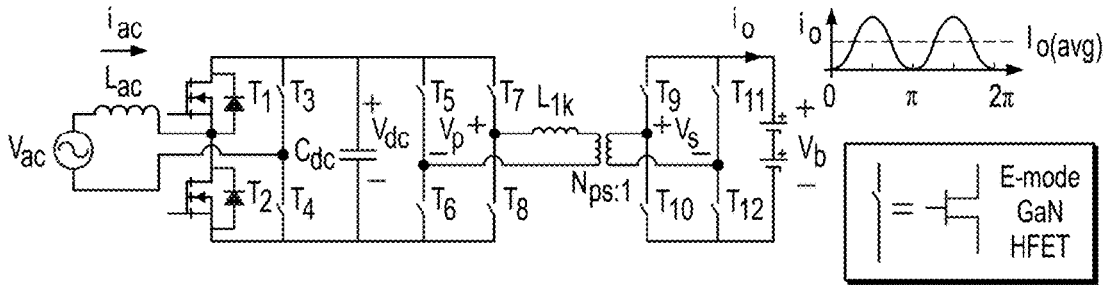 i_ac
L_ac
V_ac
T_1
T_2
T_3
T_4
C_dc
+
V_dc
−
T_5
T_6
V_p
+
−
T_7
T_8
L_1k
N_ps:1
T_9
T_10
+
V_s
−
T_11
T_12
i_o
+
V_b
−
i_o
I_o(avg)
0
π
2π
=
E-mode
GaN
HFET